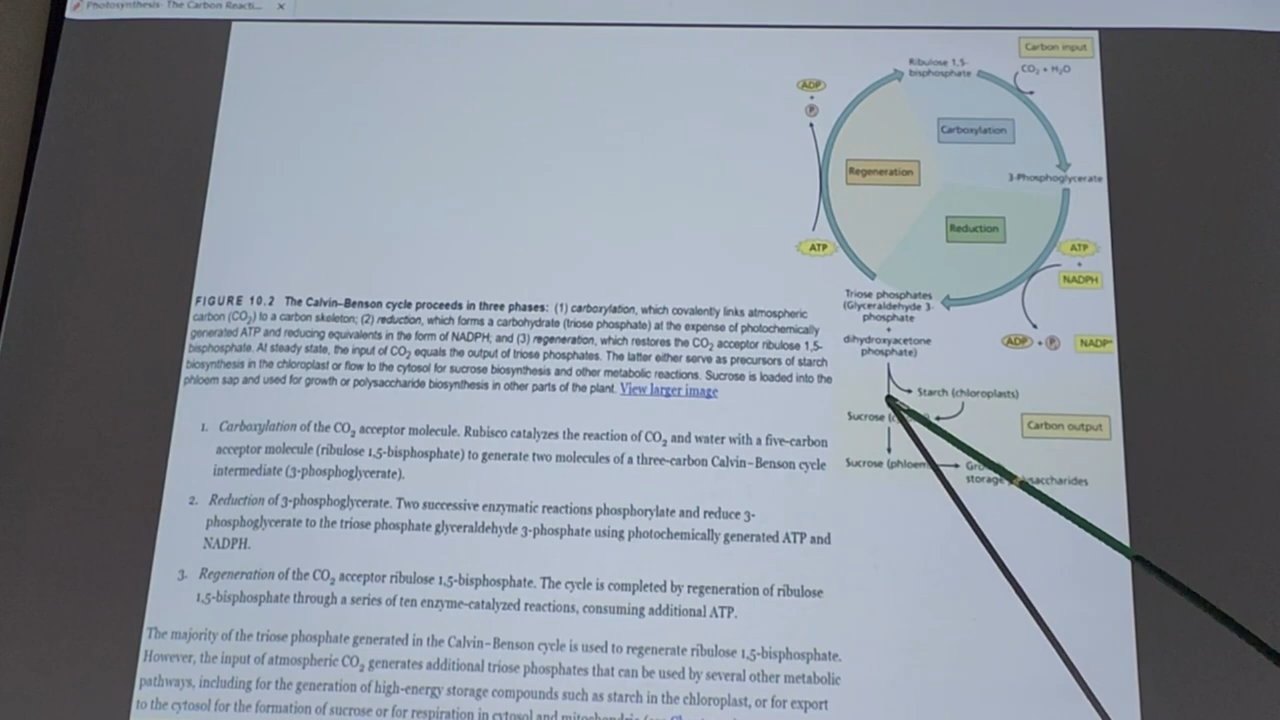 Photosynthesis- The Carbon Reacti... ×
Carbon input
Ribulose 1,5-
bisphosphate
CO₂ + H₂O
ADP
+
P
Carboxylation
Regeneration
3-Phosphoglycerate
Reduction
ATP
ATP
+
NADPH
Triose phosphates
(Glyceraldehyde 3-
phosphate
+
dihydroxyacetone
phosphate)
ADP + P
NADP⁺
Starch (chloroplasts)
Sucrose
Carbon output
Sucrose (phloem
storage
FIGURE 10.2 The Calvin–Benson cycle proceeds in three phases: (1) carboxylation, which covalently links atmospheric
carbon (CO₂) to a carbon skeleton; (2) reduction, which forms a carbohydrate (triose phosphate) at the expense of photochemically
generated ATP and reducing equivalents in the form of NADPH; and (3) regeneration, which restores the CO₂ acceptor ribulose 1,5-
bisphosphate. At steady state, the input of CO₂ equals the output of triose phosphates. The latter either serve as precursors of starch
biosynthesis in the chloroplast or flow to the cytosol for sucrose biosynthesis and other metabolic reactions. Sucrose is loaded into the
phloem sap and used for growth or polysaccharide biosynthesis in other parts of the plant. View larger image
1. Carboxylation of the CO₂ acceptor molecule. Rubisco catalyzes the reaction of CO₂ and water with a five-carbon
acceptor molecule (ribulose 1,5-bisphosphate) to generate two molecules of a three-carbon Calvin–Benson cycle
intermediate (3-phosphoglycerate).
2. Reduction of 3-phosphoglycerate. Two successive enzymatic reactions phosphorylate and reduce 3-
phosphoglycerate to the triose phosphate glyceraldehyde 3-phosphate using photochemically generated ATP and
NADPH.
3. Regeneration of the CO₂ acceptor ribulose 1,5-bisphosphate. The cycle is completed by regeneration of ribulose
1,5-bisphosphate through a series of ten enzyme-catalyzed reactions, consuming additional ATP.
The majority of the triose phosphate generated in the Calvin–Benson cycle is used to regenerate ribulose 1,5-bisphosphate.
However, the input of atmospheric CO₂ generates additional triose phosphates that can be used by several other metabolic
pathways, including for the generation of high-energy storage compounds such as starch in the chloroplast, or for export
to the cytosol for the formation of sucrose or for respiration in cytosol and